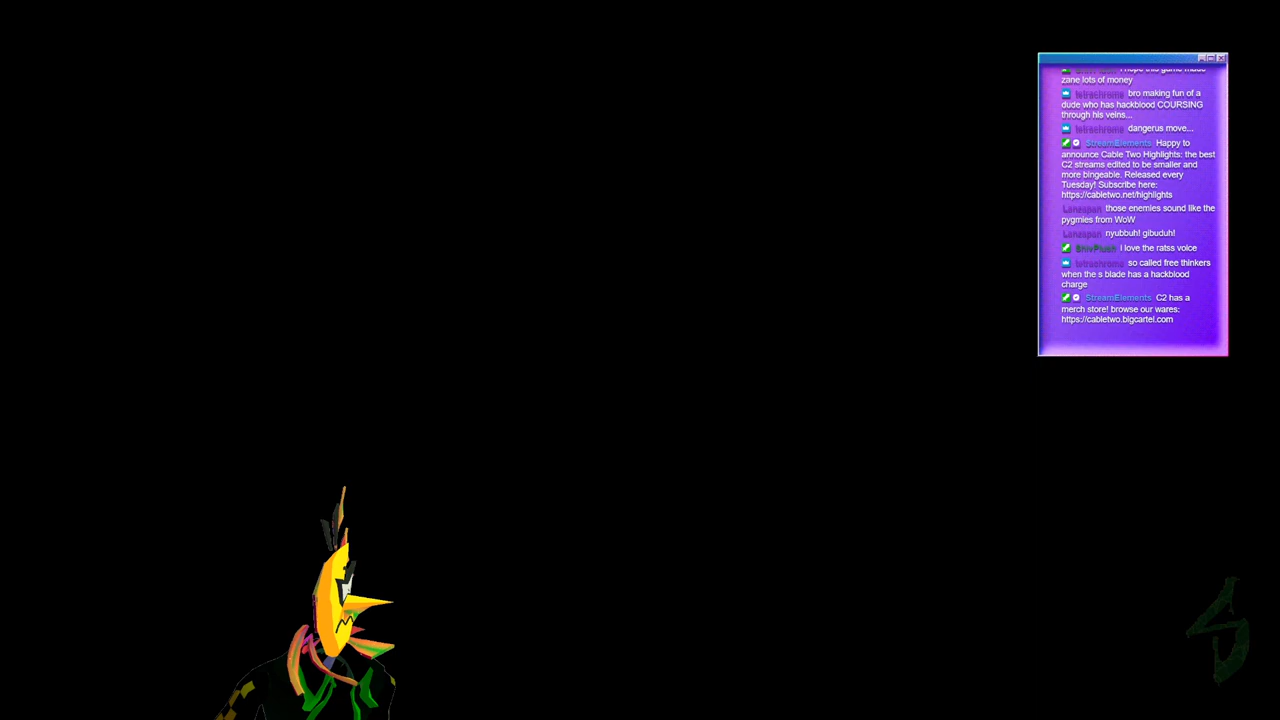 I hope this game made
zane lots of money
tetrachroma bro making fun of a
dude who has hackblood COURSING
through his veins...
tetrachroma dangerus move...
StreamElements Happy to
announce Cable Two Highlights: the best
C2 streams edited to be smaller and
more bingeable. Released every
Tuesday! Subscribe here:
https://cabletwo.net/highlights
those enemies sound like the
pygmies from WoW
nyubbuh! gibuduh!
ShivPlush I love the ratss voice
tetrachroma so called free thinkers
when the s blade has a hackblood
charge
StreamElements C2 has a
merch store! browse our wares:
https://cabletwo.bigcartel.com